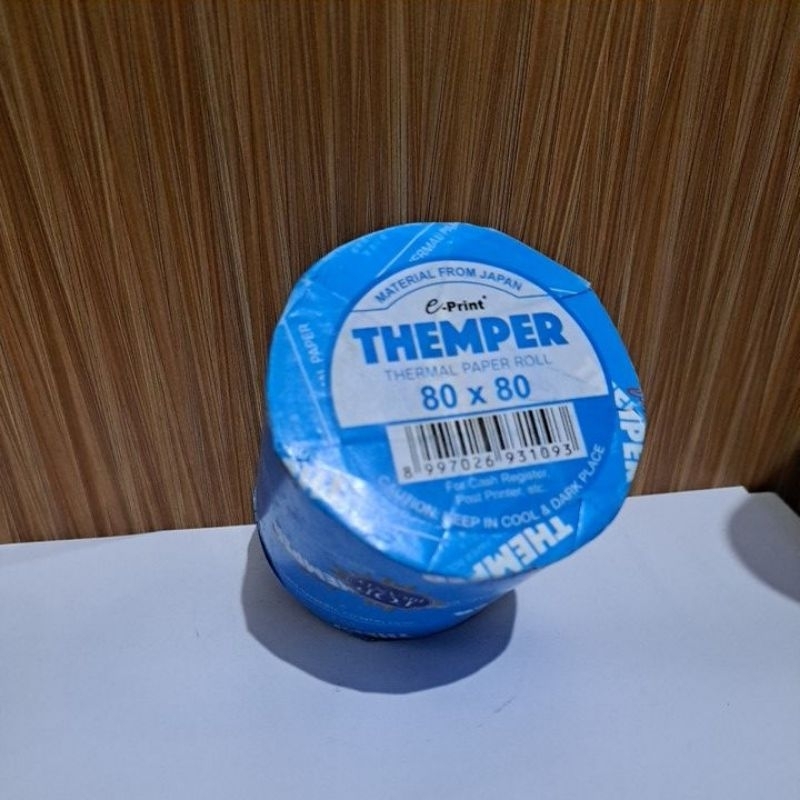 MATERIAL FROM JAPAN
e-Print
THEMPER
THERMAL PAPER ROLL
80 x 80
8 997026 931093
For Cash Register,
Post Printer, etc.
CAUTION, KEEP IN COOL & DARK PLACE
THEMP